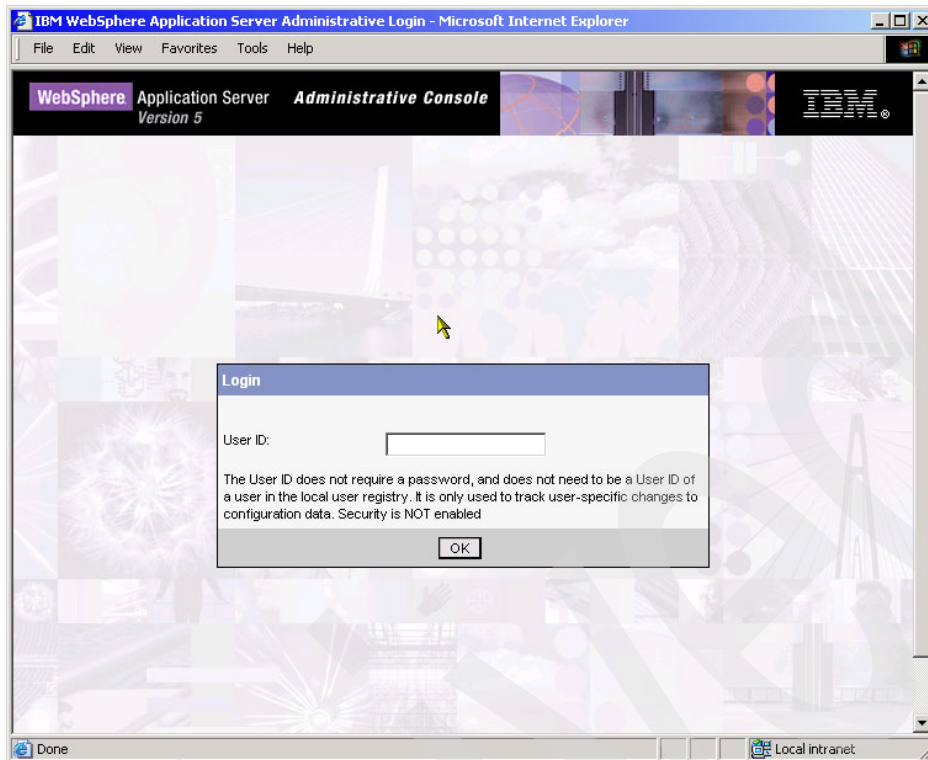 IBM WebSphere Application Server Administrative Login - Microsoft Internet Explorer
File Edit View Favorites Tools Help
WebSphere. Application Server Administrative Console
Version 5
IBM®
Login
User ID:
The User ID does not require a password, and does not need to be a User ID of
a user in the local user registry. It is only used to track user-specific changes to
configuration data. Security is NOT enabled
OK
Done
Local intranet